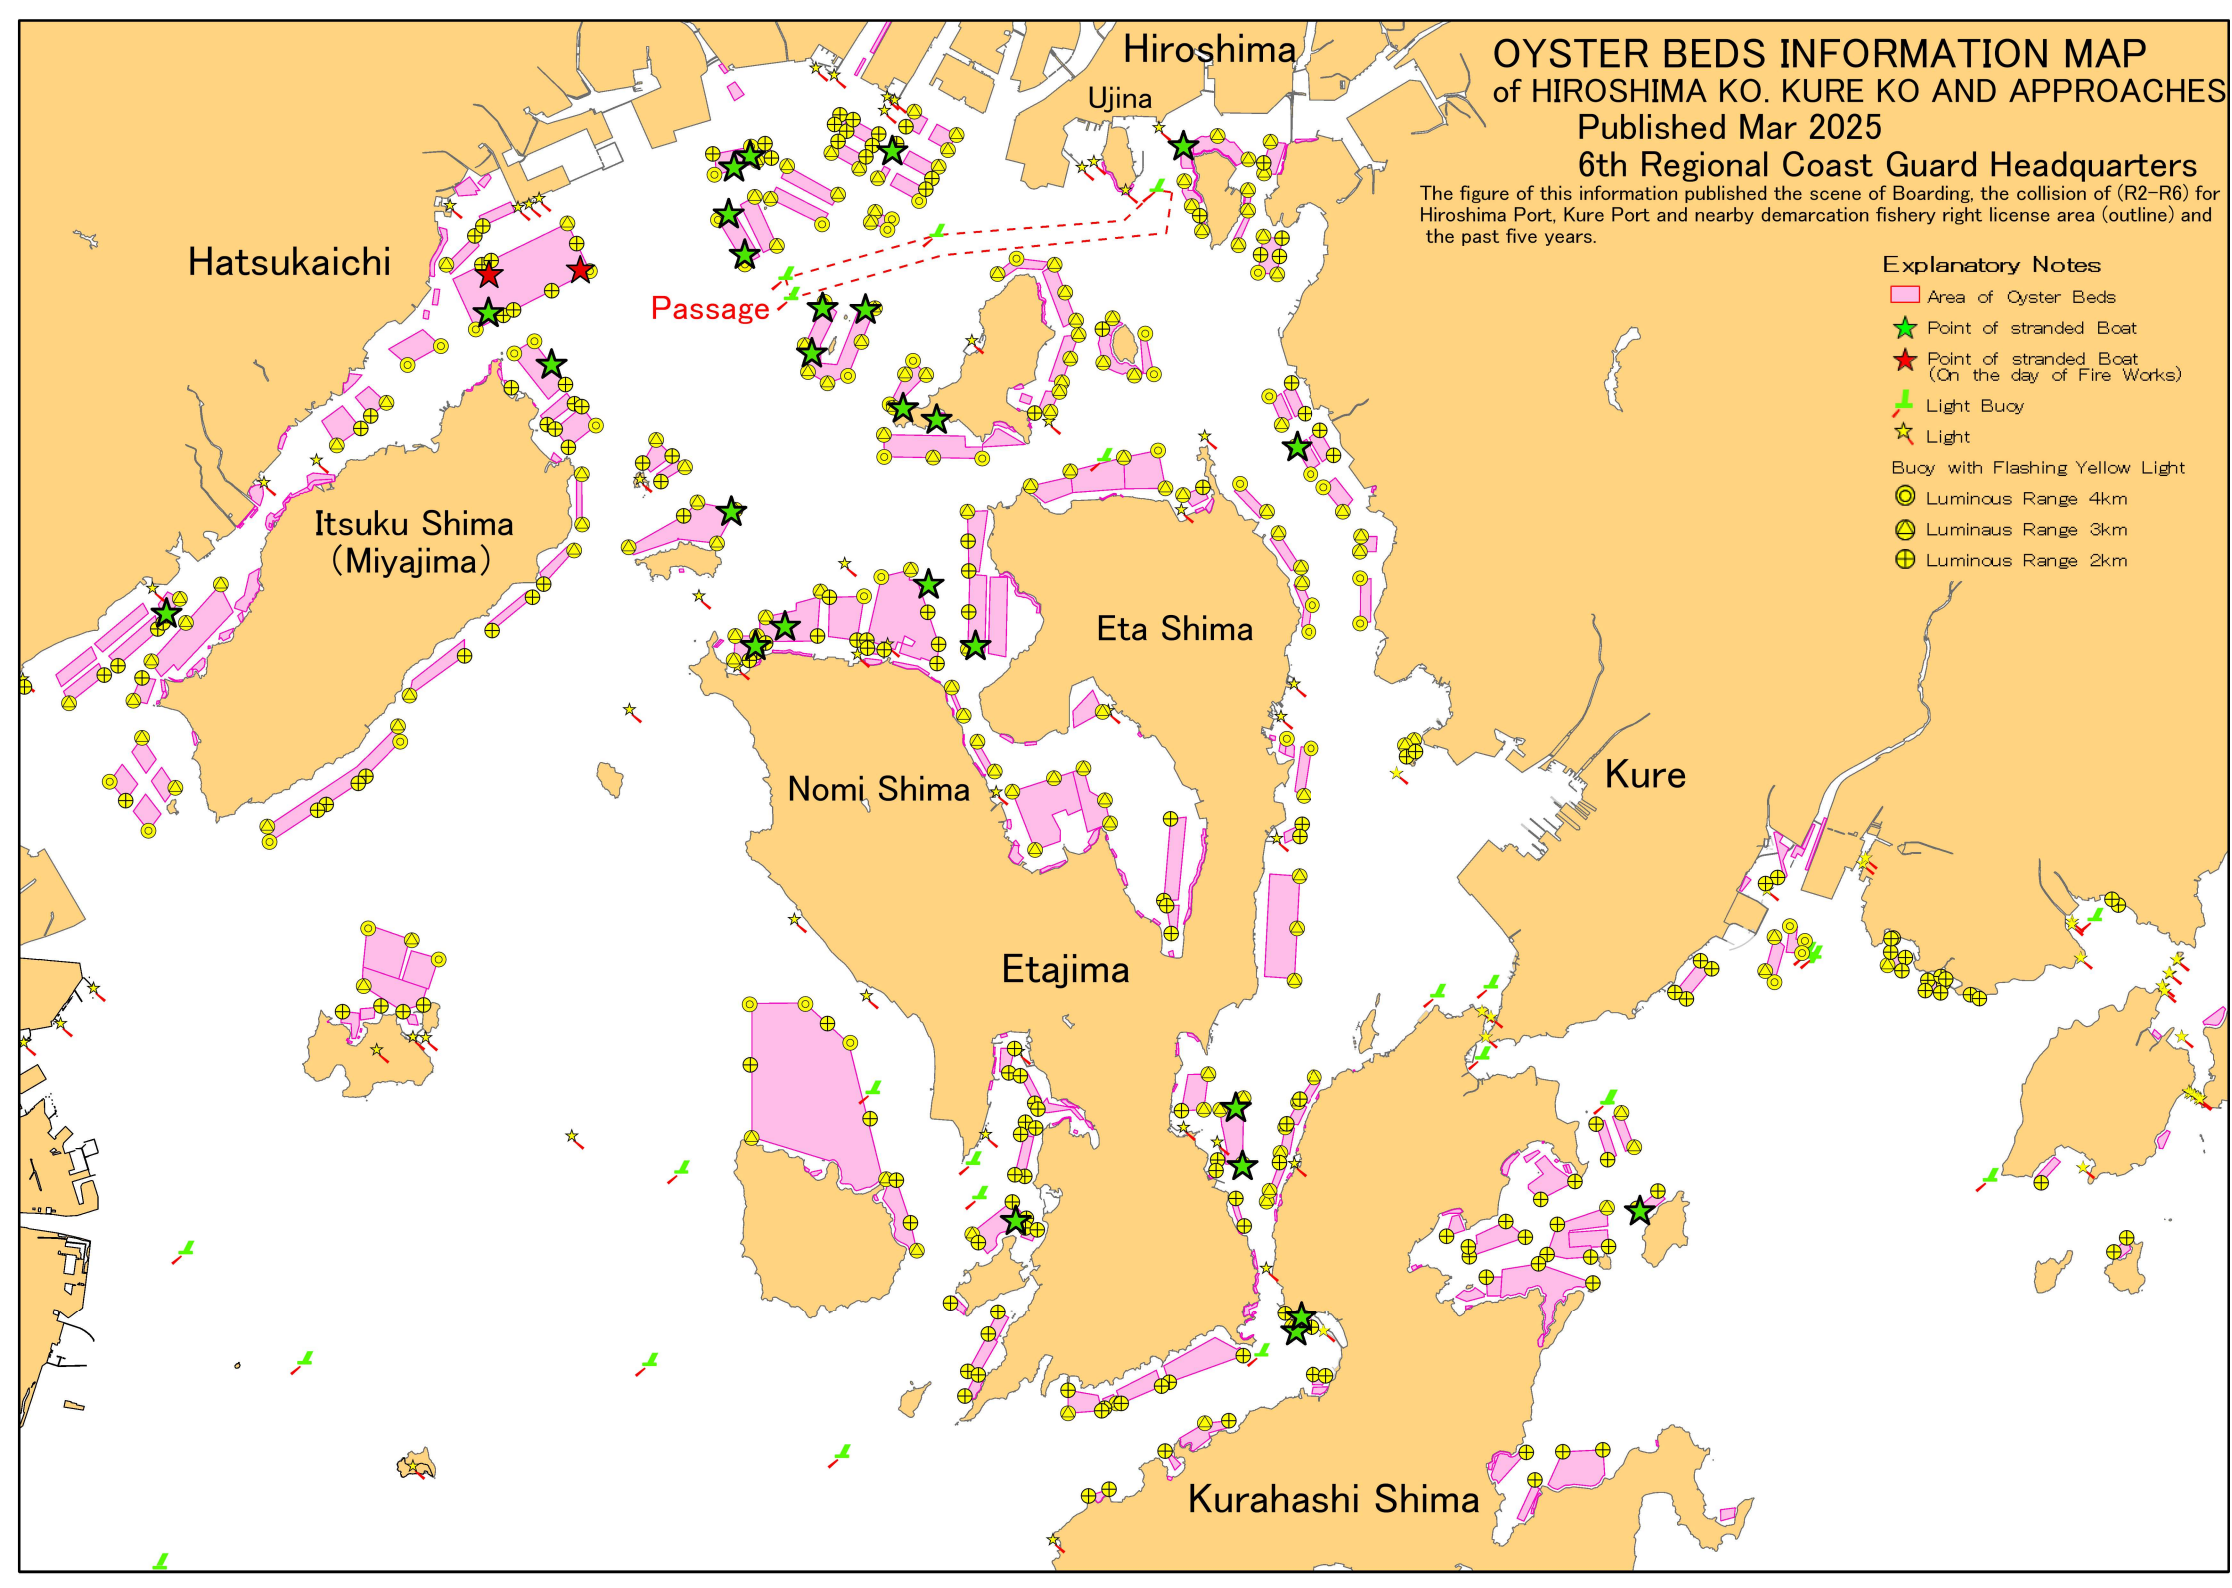 OYSTER BEDS INFORMATION MAP
of HIROSHIMA KO. KURE KO AND APPROACHES
Published Mar 2025
6th Regional Coast Guard Headquarters
The figure of this information published the scene of Boarding, the collision of (R2-R6) for
Hiroshima Port, Kure Port and nearby demarcation fishery right license area (outline) and
the past five years.
Explanatory Notes
Area of Oyster Beds
Point of stranded Boat
Point of stranded Boat
(On the day of Fire Works)
Light Buoy
Light
Buoy with Flashing Yellow Light
Luminous Range 4km
Luminaus Range 3km
Luminous Range 2km
Hiroshima
Ujina
Hatsukaichi
Passage
Itsuku Shima
(Miyajima)
Eta Shima
Nomi Shima
Kure
Etajima
Kurahashi Shima